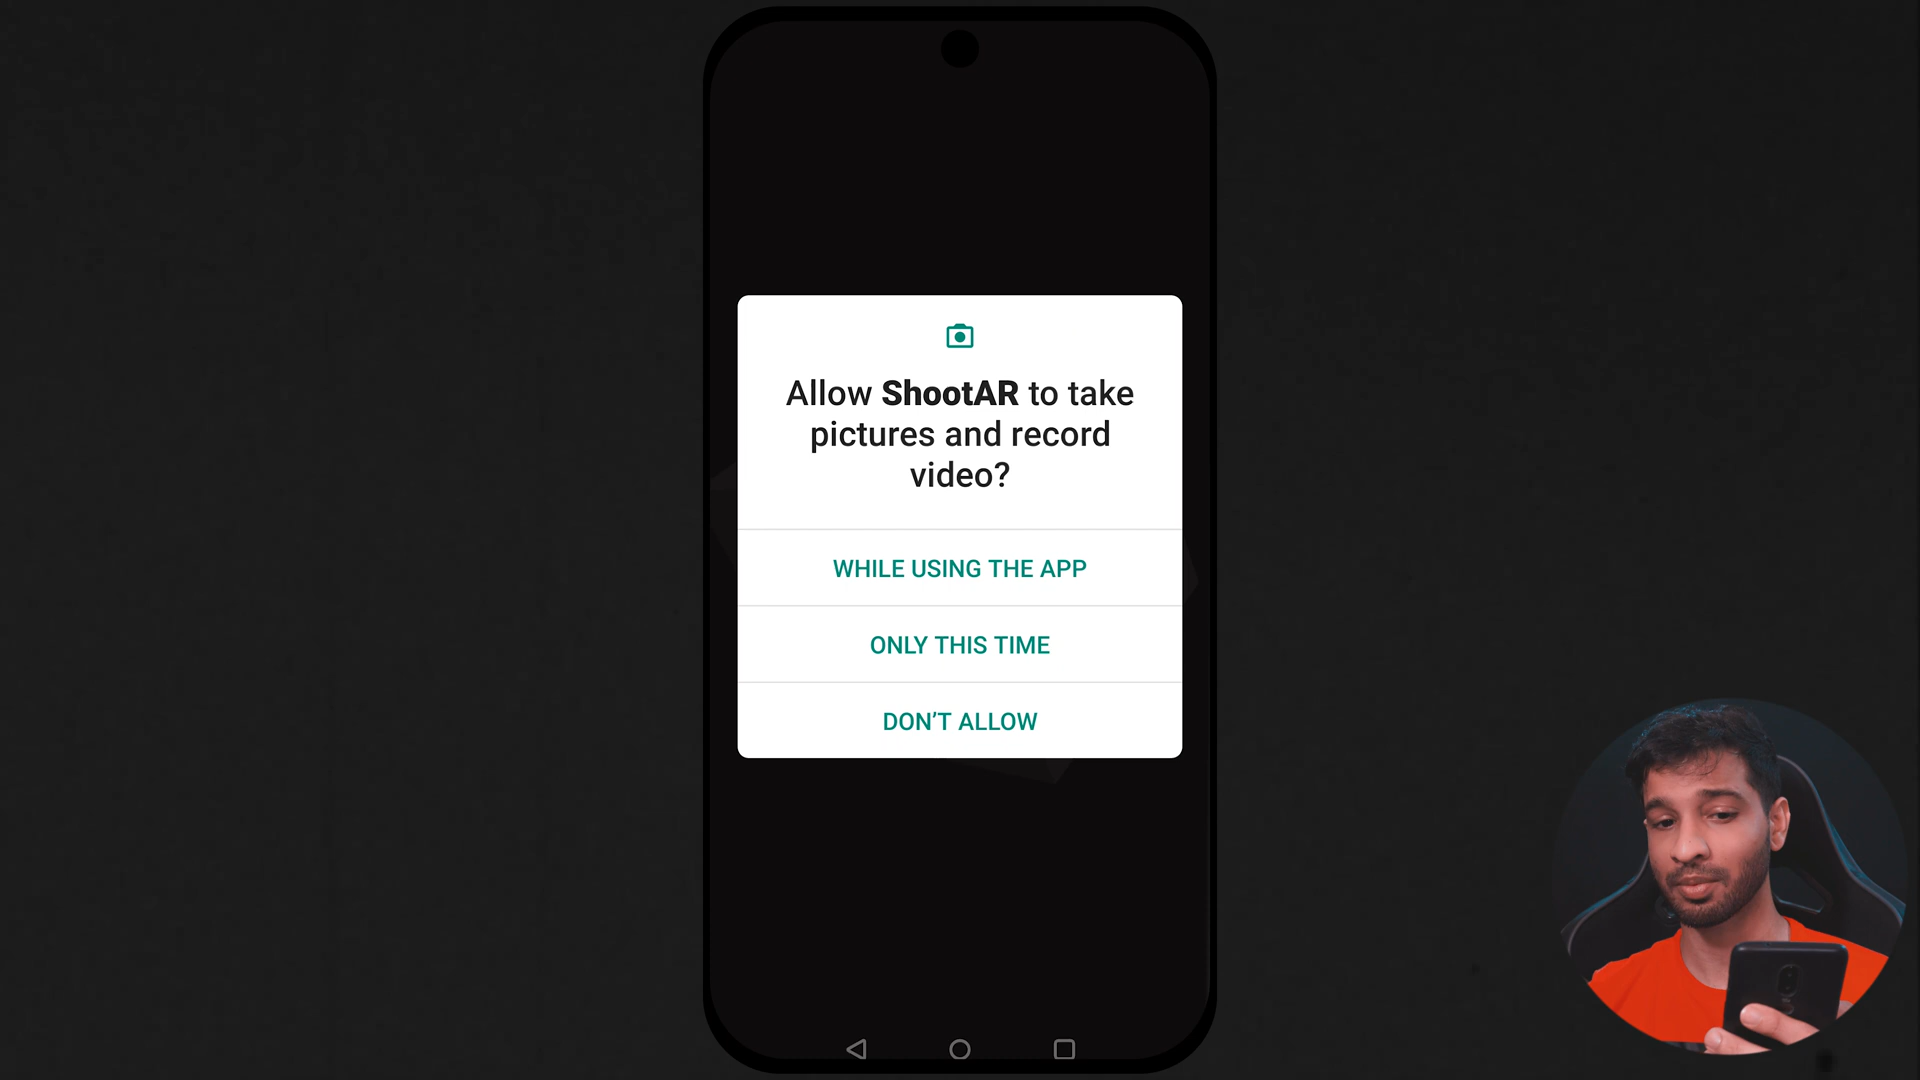 Allow ShootAR to take
pictures and record
video?
WHILE USING THE APP
ONLY THIS TIME
DON’T ALLOW